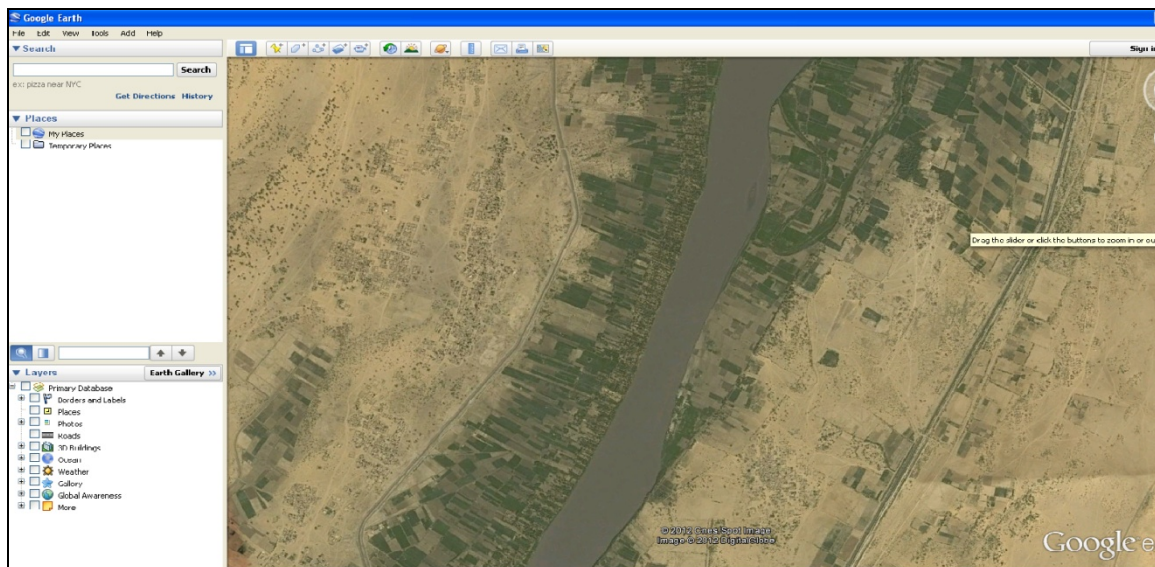 Google Earth
File Edit View Tools Add Help
Search
Sign in
Search
ex: pizza near NYC
Get Directions History
Places
My Places
Temporary Places
Drag the slider or click the buttons to zoom in or ou
Layers
Earth Gallery >>
Primary Database
Borders and Labels
Places
Photos
Roads
3D Buildings
Ocean
Weather
Gallery
Global Awareness
More
© 2012 Cnes/Spot Image
Image © 2012 DigitalGlobe
Google e